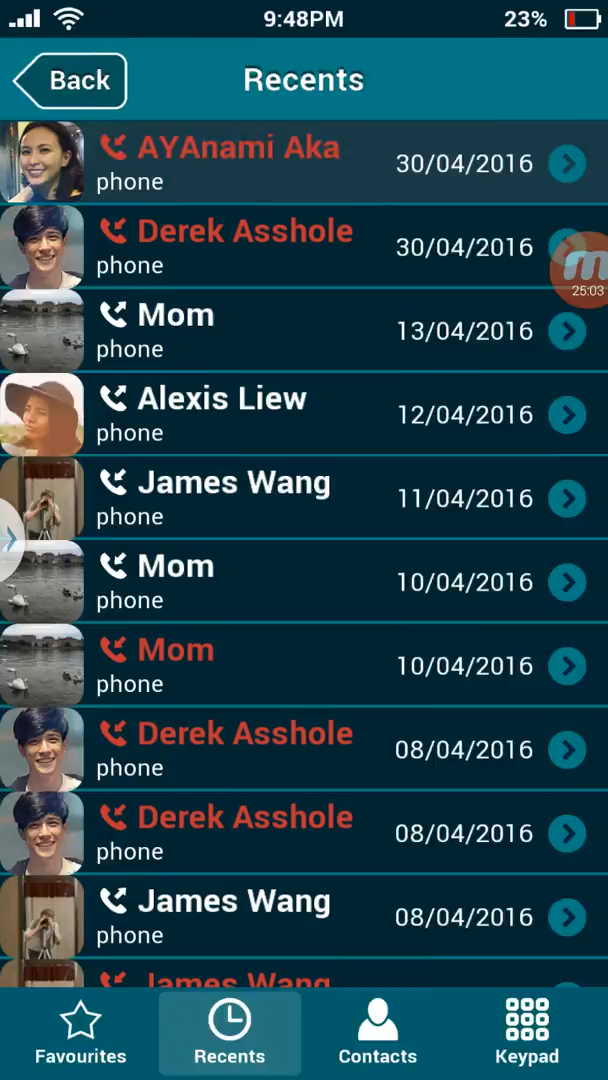 9:48PM 23%
Back Recents
AYAnami Aka
phone 30/04/2016
Derek Asshole
phone 30/04/2016
25:03
Mom
phone 13/04/2016
Alexis Liew
phone 12/04/2016
James Wang
phone 11/04/2016
Mom
phone 10/04/2016
Mom
phone 10/04/2016
Derek Asshole
phone 08/04/2016
Derek Asshole
phone 08/04/2016
James Wang
phone 08/04/2016
James Wang
Favourites Recents Contacts Keypad